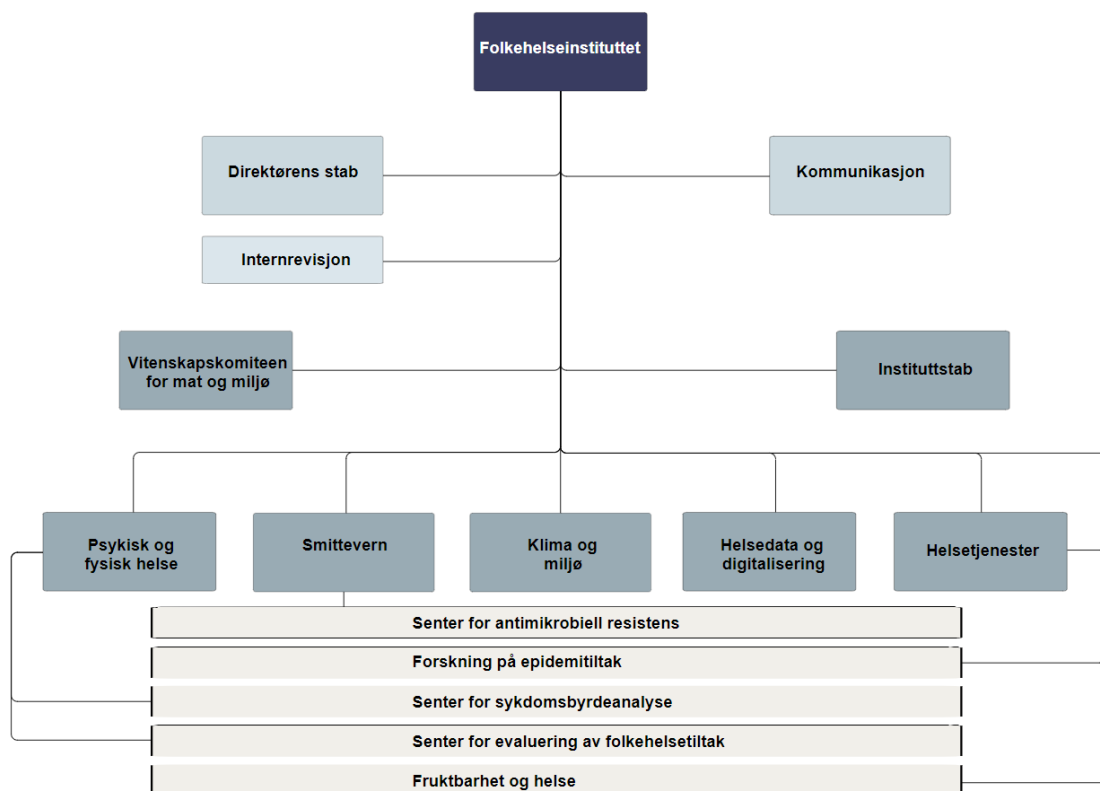 Folkehelseinstituttet
Direktørens stab
Kommunikasjon
Internrevisjon
Vitenskapskomiteen
for mat og miljø
Instituttstab
Psykisk og
fysisk helse
Smittevern
Klima og
miljø
Helsedata og
digitalisering
Helsetjenester
Senter for antimikrobiell resistens
Forskning på epidemitiltak
Senter for sykdomsbyrdeanalyse
Senter for evaluering av folkehelsetiltak
Fruktbarhet og helse